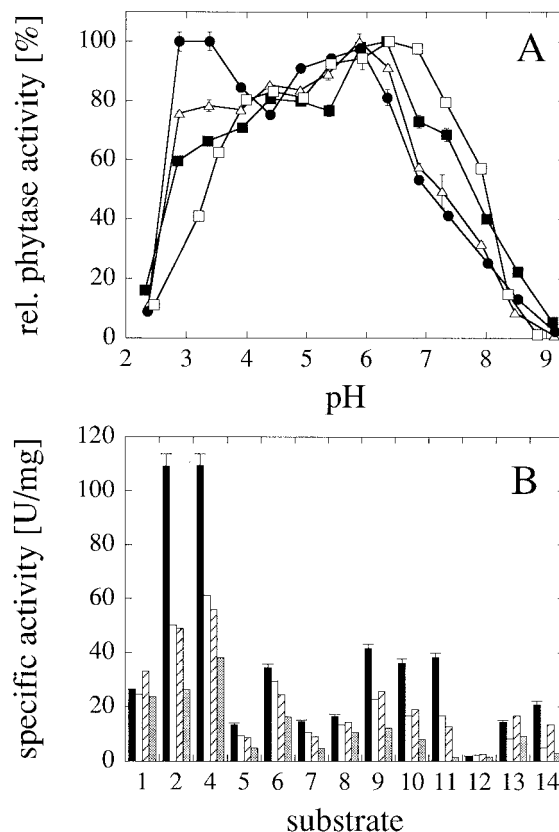 A
rel. phytase activity [%]
100
80
60
40
20
0
2 3 4 5 6 7 8 9
pH
B
specific activity [U/mg]
120
100
80
60
40
20
0
1 2 4 5 6 7 8 9 10 11 12 13 14
substrate